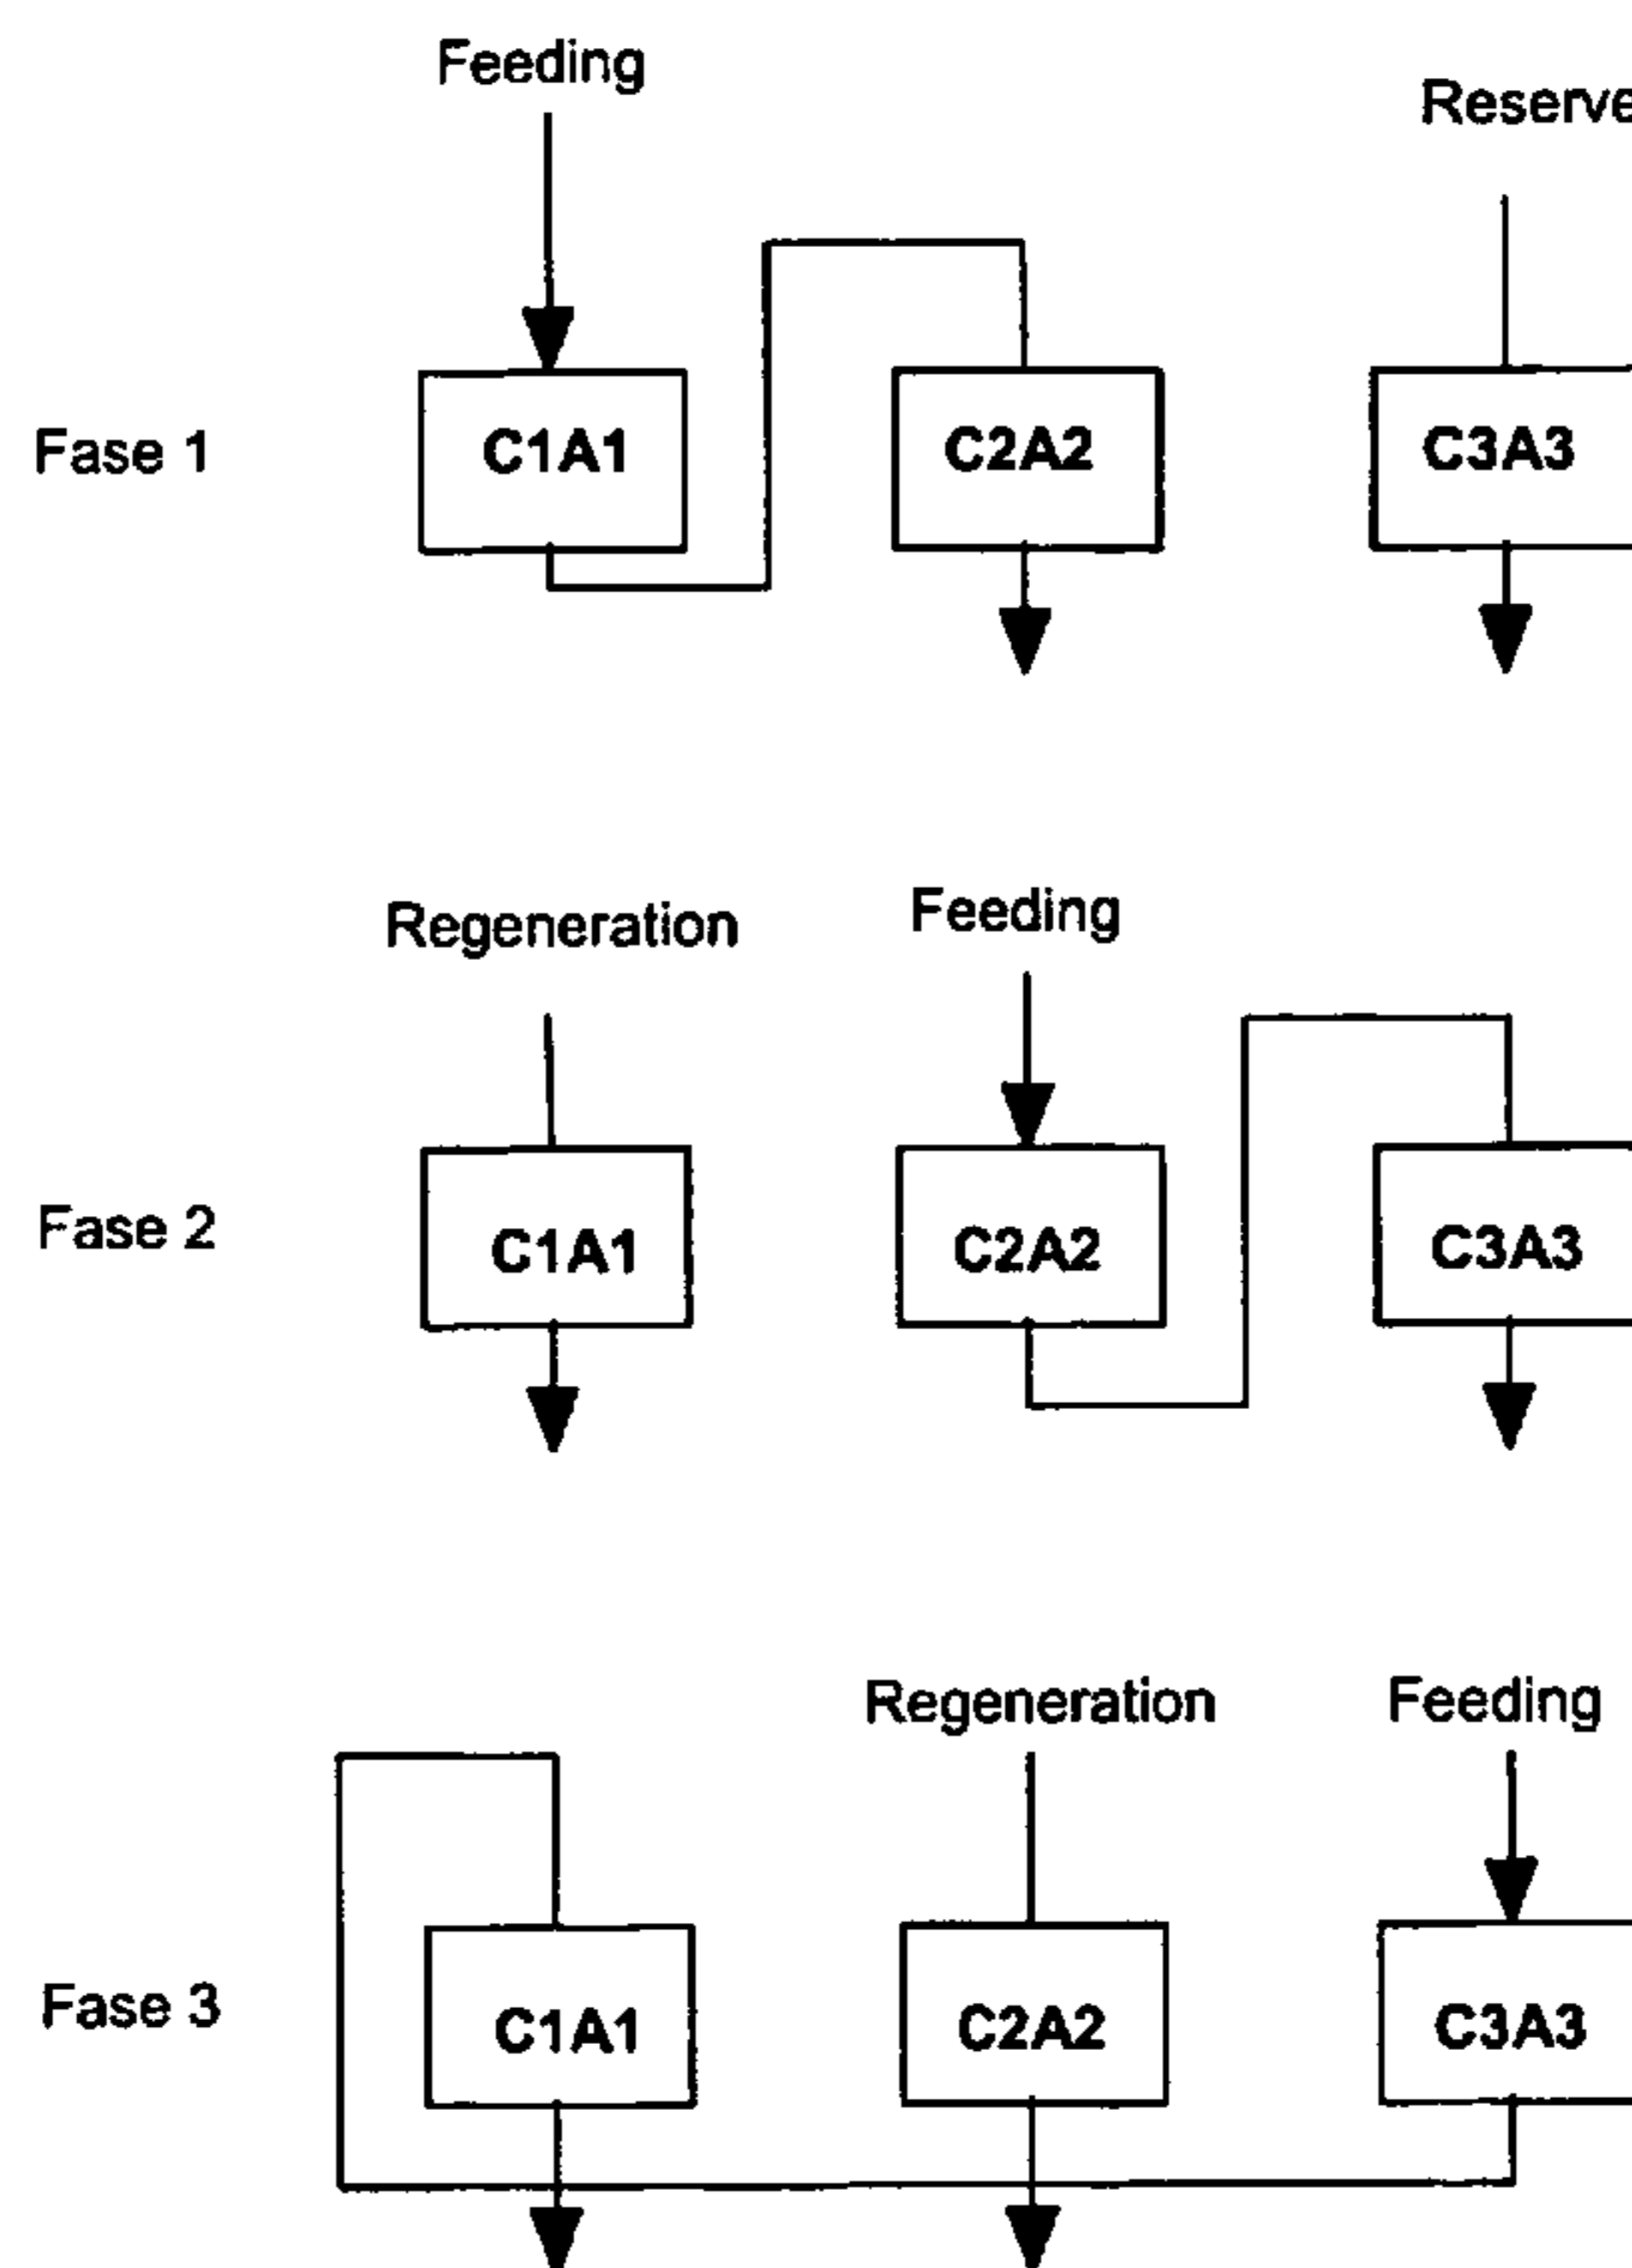 Feeding
Reserve
Fase 1
C1A1
C2A2
C3A3
Regeneration
Feeding
Fase 2
C1A1
C2A2
C3A3
Regeneration
Feeding
Fase 3
C1A1
C2A2
C3A3